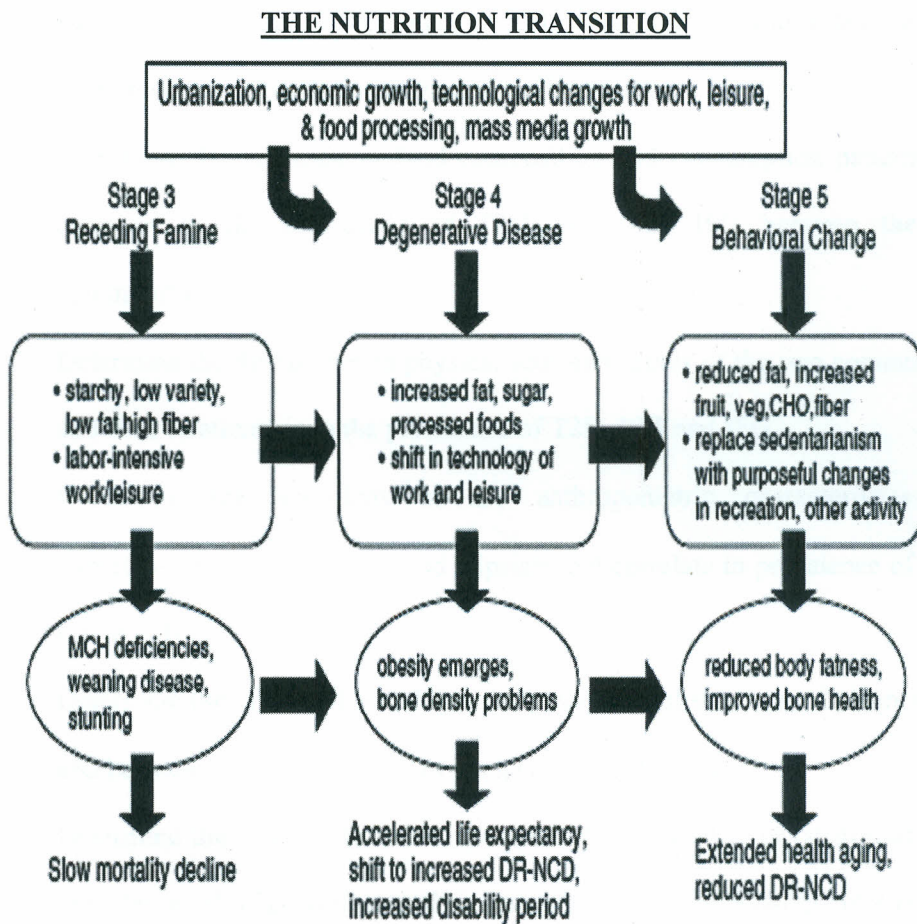 THE NUTRITION TRANSITION
Urbanization, economic growth, technological changes for work, leisure,
& food processing, mass media growth
Stage 3
Receding Famine
Stage 4
Degenerative Disease
Stage 5
Behavioral Change
• starchy, low variety,
low fat,high fiber
• labor-intensive
work/leisure
• increased fat, sugar,
processed foods
• shift in technology of
work and leisure
• reduced fat, increased
fruit, veg,CHO,fiber
• replace sedentarianism
with purposeful changes
in recreation, other activity
MCH deficiencies,
weaning disease,
stunting
obesity emerges,
bone density problems
reduced body fatness,
improved bone health
Slow mortality decline
Accelerated life expectancy,
shift to increased DR-NCD,
increased disability period
Extended health aging,
reduced DR-NCD